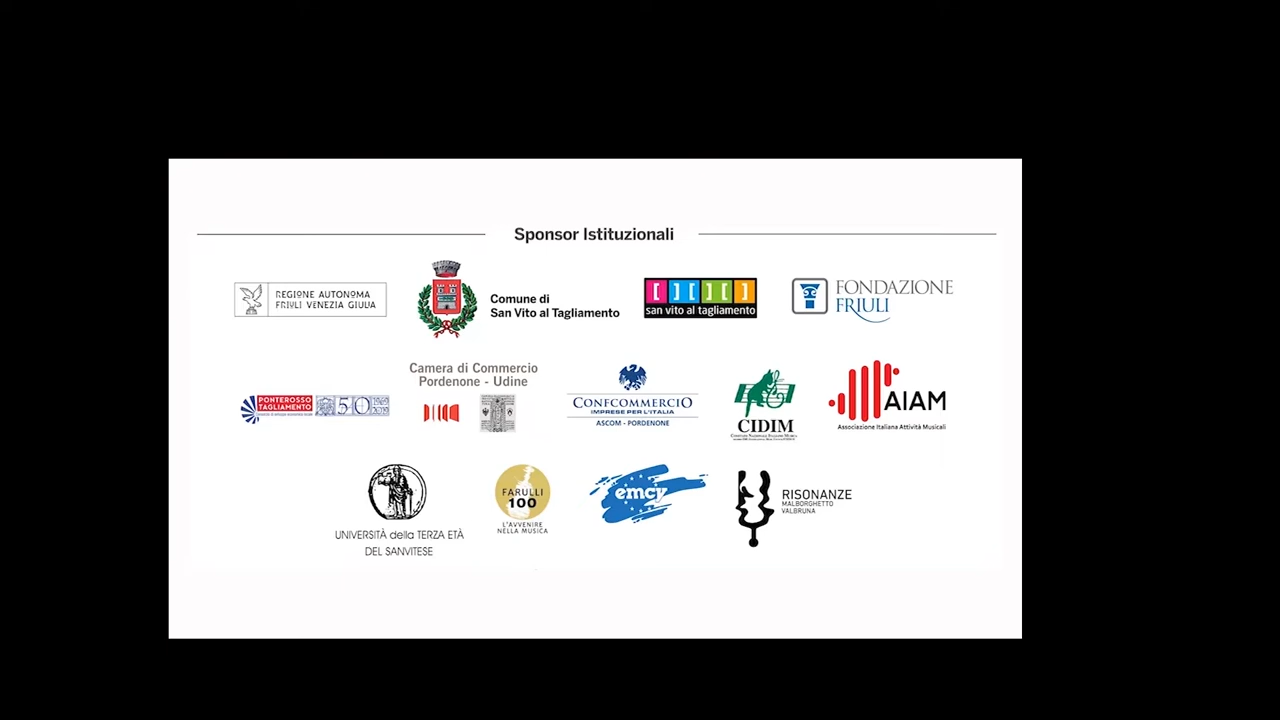 Sponsor Istituzionali
REGIONE AUTONOMA
FRIULI VENEZIA GIULIA
Comune di
San Vito al Tagliamento
san vito al tagliamento
FONDAZIONE
FRIULI
PONTEROSSO
TAGLIAMENTO
50
Camera di Commercio
Pordenone - Udine
CONFCOMMERCIO
IMPRESE PER L'ITALIA
ASCOM - PORDENONE
CIDIM
AIAM
Associazione Italiana Attività Musicali
UNIVERSITÀ della TERZA ETÀ
DEL SANVITESE
FARULLI
100
L'AVVENIRE
NELLA MUSICA
emcy
RISONANZE
MALBORGHETTO
VALBRUNA